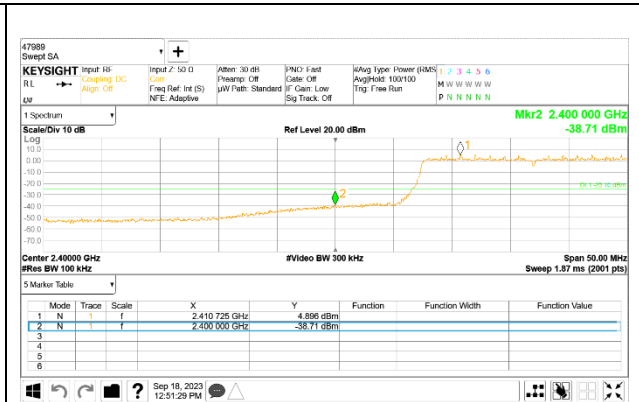 47989
Swept SA
KEYSIGHT Input: RF Input Z: 50 Ω Atten: 30 dB PNO: Fast #Avg Type: Power (RMS 1 2 3 4 5 6
RL Coupling: DC Corr Preamp: Off Gate: Off Avg|Hold: 100/100 M W W W W W
Align: Off Freq Ref: Int (S) µW Path: Standard IF Gain: Low Trig: Free Run
NFE: Adaptive Sig Track: Off P N N N N N
1 Spectrum Mkr2 2.400 000 GHz
Scale/Div 10 dB Ref Level 20.00 dBm -38.71 dBm
Log
10.0 1
0.00
-10.0
-20.0
-30.0 2
-40.0
-50.0
-60.0
-70.0
Center 2.40000 GHz #Video BW 300 kHz Span 50.00 MHz
#Res BW 100 kHz Sweep 1.87 ms (2001 pts)
5 Marker Table
Mode Trace Scale X Y Function Function Width Function Value
1 N 1 f 2.410 725 GHz 4.896 dBm
2 N 1 f 2.400 000 GHz -38.71 dBm
3
4
5
6
Sep 18, 2023
12:51:29 PM